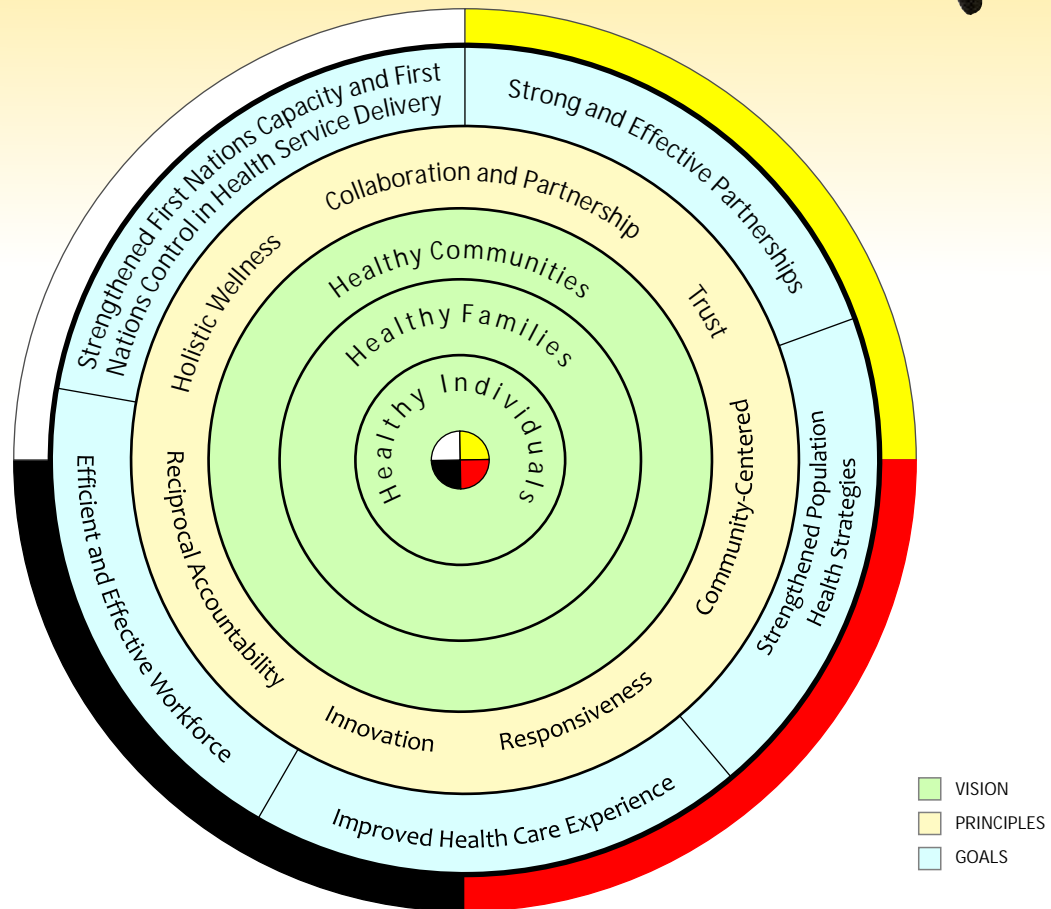 Strengthened First Nations Capacity and First
Nations Control in Health Service Delivery
Strong and Effective Partnerships
Strengthened Population
Health Strategies
Improved Health Care Experience
Efficient and Effective Workforce
Collaboration and Partnership
Trust
Community-Centered
Responsiveness
Innovation
Reciprocal Accountability
Holistic Wellness
Healthy Communities
Healthy Families
Healthy Individuals
VISION
PRINCIPLES
GOALS